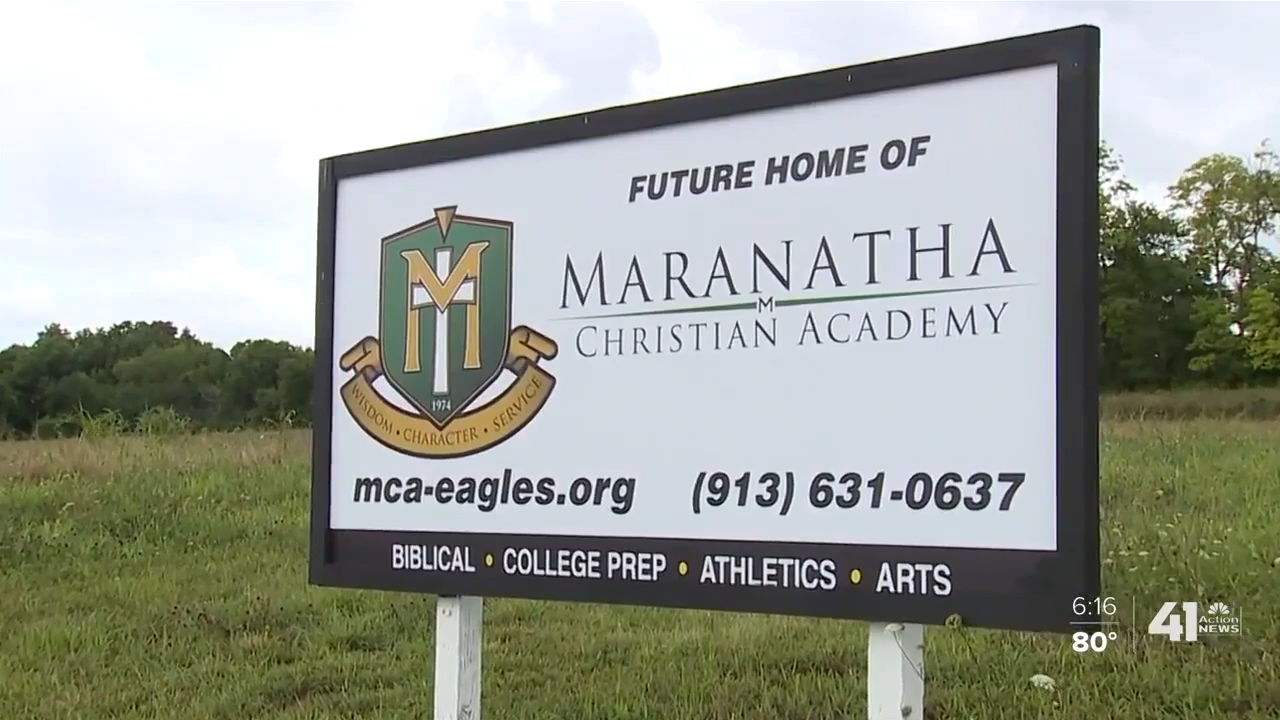 FUTURE HOME OF
MARANATHA
M
CHRISTIAN ACADEMY
M
1974
WISDOM • CHARACTER • SERVICE
mca-eagles.org (913) 631-0637
BIBLICAL • COLLEGE PREP • ATHLETICS • ARTS
6:16
80°
41 Action NEWS